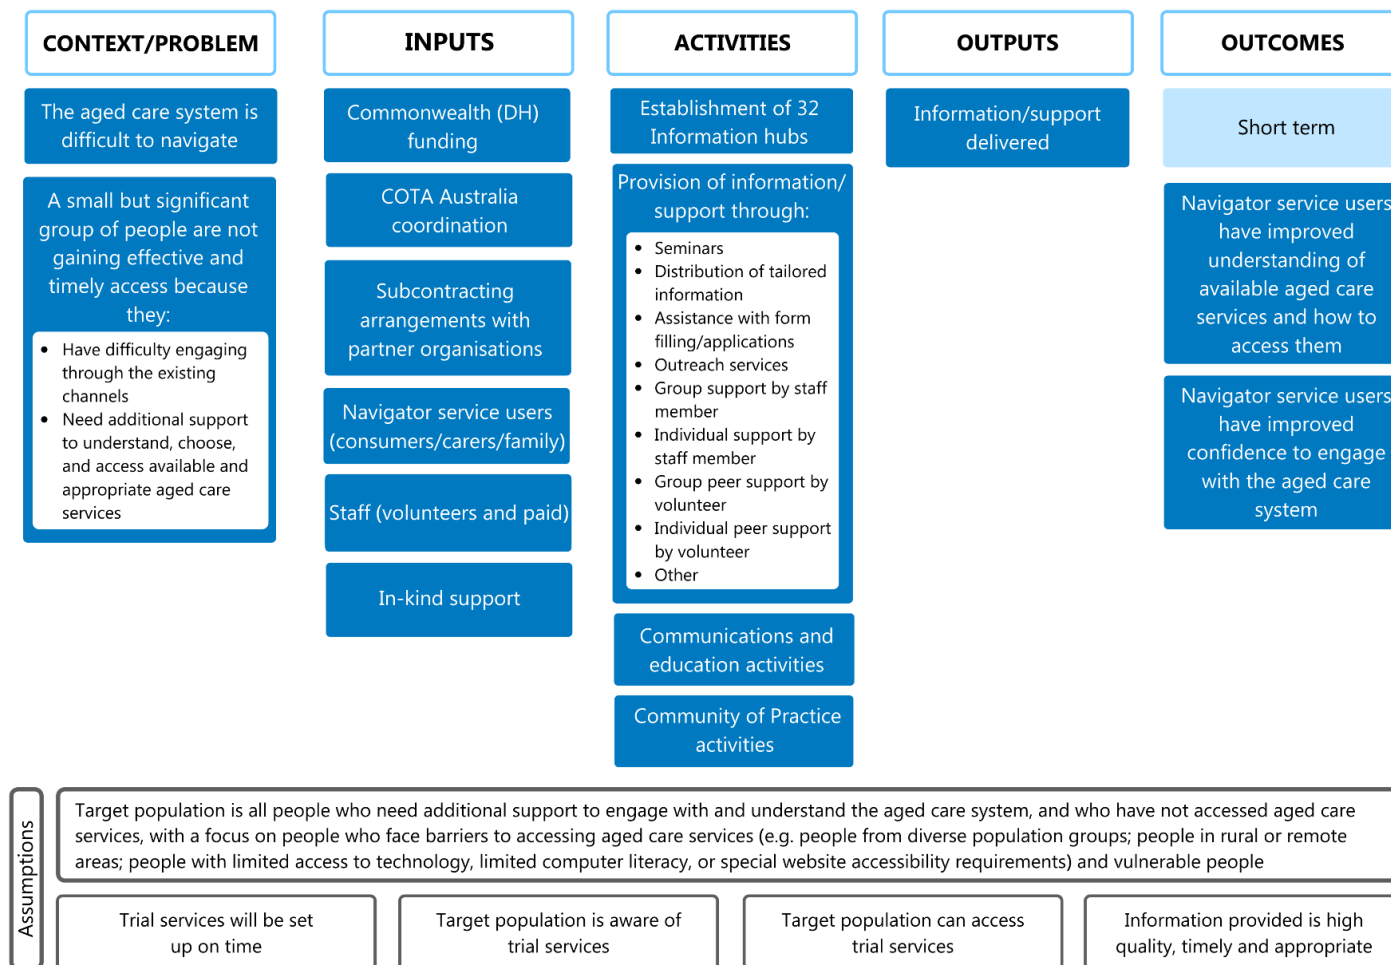 CONTEXT/PROBLEM
The aged care system is
difficult to navigate
A small but significant
group of people are not
gaining effective and
timely access because
they:
• Have difficulty engaging
through the existing
channels
• Need additional support
to understand, choose,
and access available and
appropriate aged care
services
INPUTS
Commonwealth (DH)
funding
COTA Australia
coordination
Subcontracting
arrangements with
partner organisations
Navigator service users
(consumers/carers/family)
Staff (volunteers and paid)
In-kind support
ACTIVITIES
Establishment of 32
Information hubs
Provision of information/
support through:
• Seminars
• Distribution of tailored
information
• Assistance with form
filling/applications
• Outreach services
• Group support by staff
member
• Individual support by
staff member
• Group peer support by
volunteer
• Individual peer support
by volunteer
• Other
Communications and
education activities
Community of Practice
activities
OUTPUTS
Information/support
delivered
OUTCOMES
Short term
Navigator service users
have improved
understanding of
available aged care
services and how to
access them
Navigator service users
have improved
confidence to engage
with the aged care
system
Assumptions
Target population is all people who need additional support to engage with and understand the aged care system, and who have not accessed aged care
services, with a focus on people who face barriers to accessing aged care services (e.g. people from diverse population groups; people in rural or remote
areas; people with limited access to technology, limited computer literacy, or special website accessibility requirements) and vulnerable people
Trial services will be set
up on time
Target population is aware of
trial services
Target population can access
trial services
Information provided is high
quality, timely and appropriate